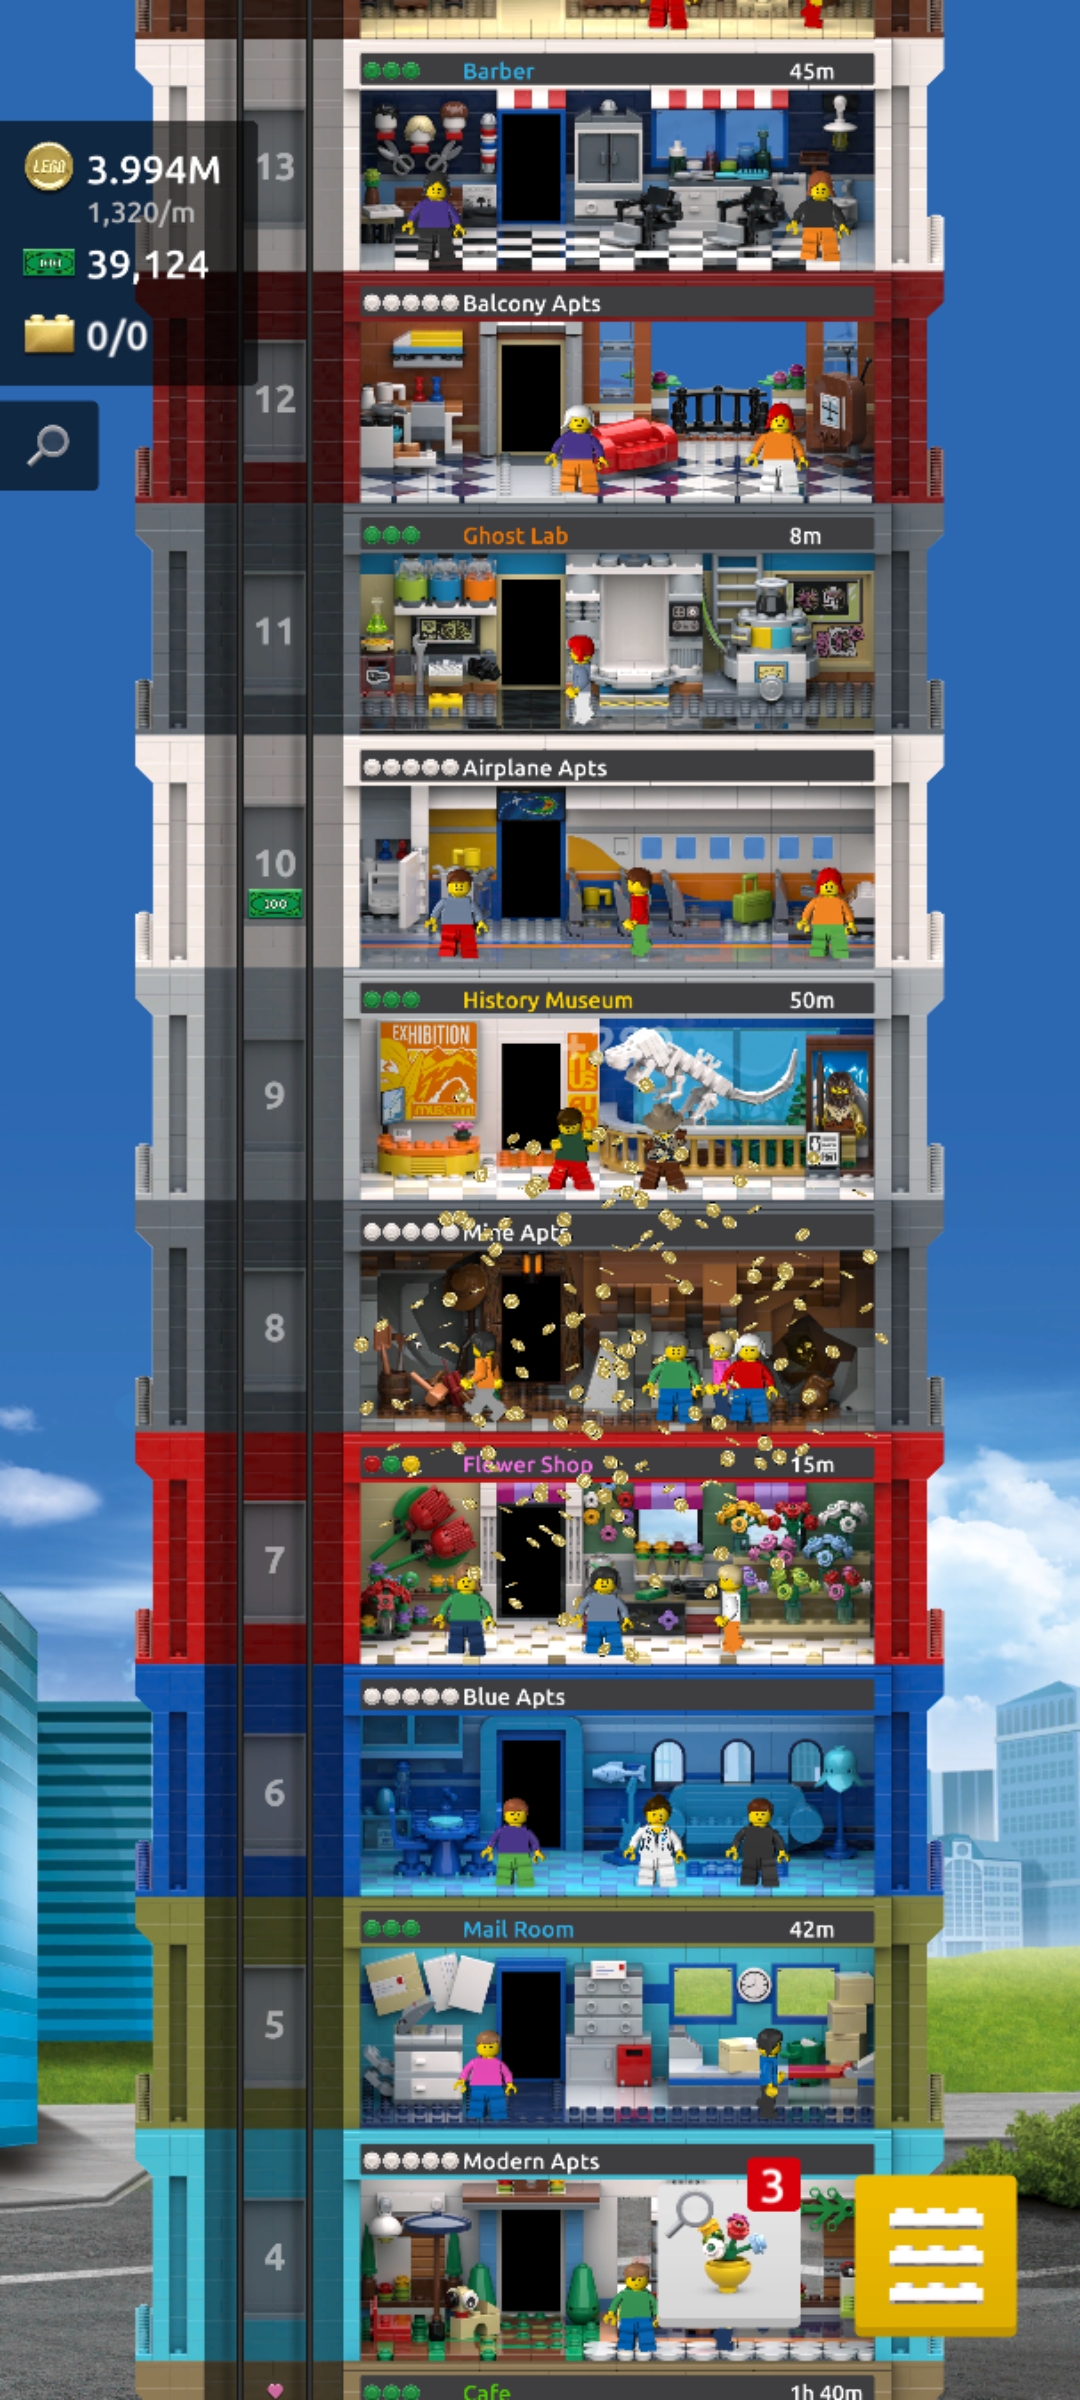 Barber 45m
13
LEGO 3.994M
1,320/m
39,124
0/0
Balcony Apts
12
Ghost Lab 8m
11
Airplane Apts
10
100
History Museum 50m
EXHIBITION
museum
9
Mine Apts
8
Flower Shop 15m
7
Blue Apts
6
Mail Room 42m
5
Modern Apts
3
4
Cafe 1h 40m